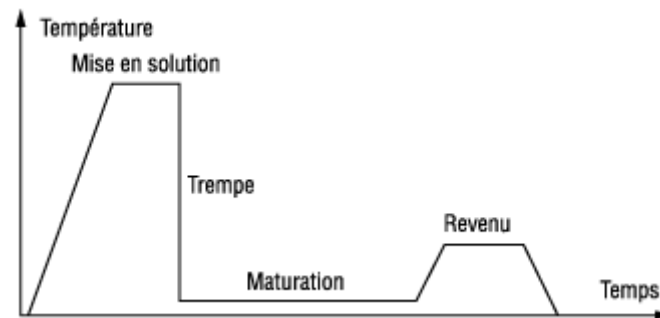 Température
Mise en solution
Trempe
Revenu
Maturation
Temps